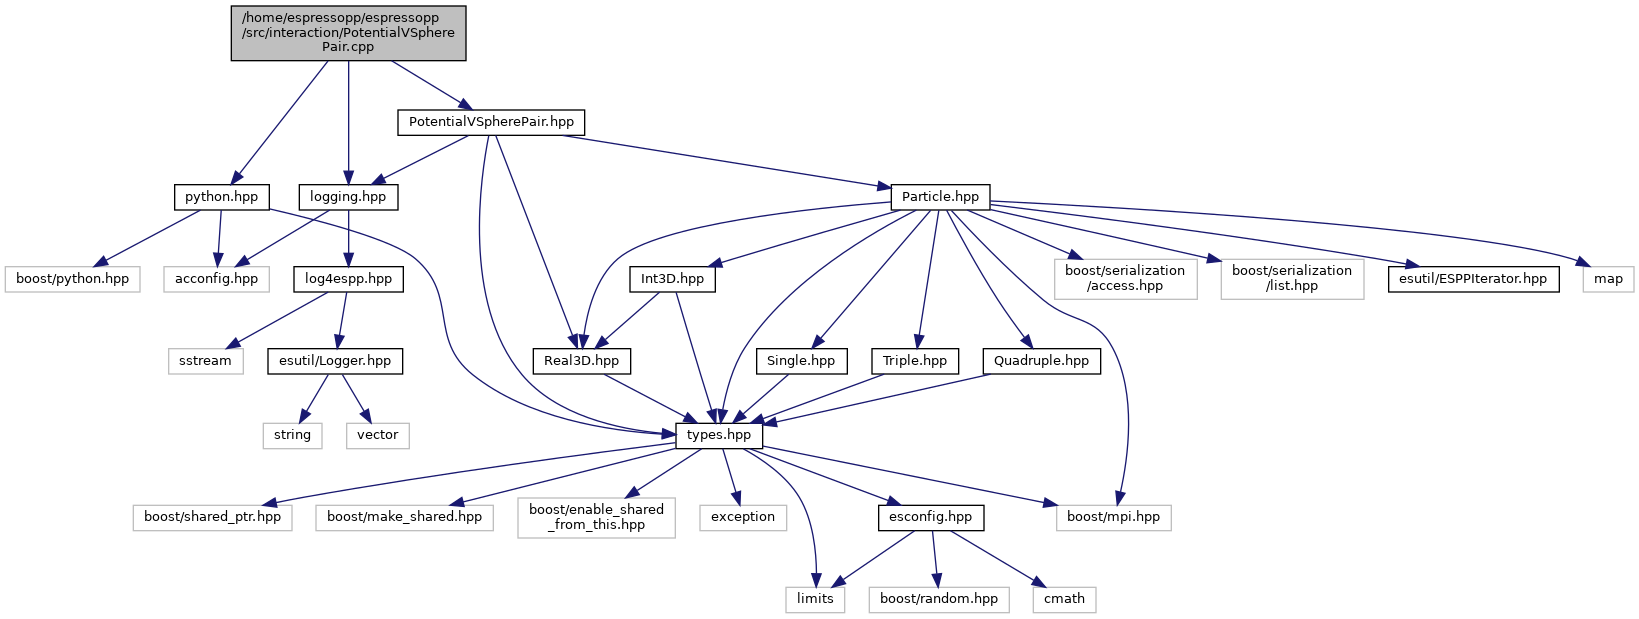 /home/espressopp/espressopp
/src/interaction/PotentialVSphere
Pair.cpp
PotentialVSpherePair.hpp
python.hpp
logging.hpp
Particle.hpp
boost/python.hpp
acconfig.hpp
log4espp.hpp
Int3D.hpp
boost/serialization
/access.hpp
boost/serialization
/list.hpp
esutil/ESPPIterator.hpp
map
sstream
esutil/Logger.hpp
Real3D.hpp
Single.hpp
Triple.hpp
Quadruple.hpp
string
vector
types.hpp
boost/shared_ptr.hpp
boost/make_shared.hpp
boost/enable_shared
_from_this.hpp
exception
esconfig.hpp
boost/mpi.hpp
limits
boost/random.hpp
cmath